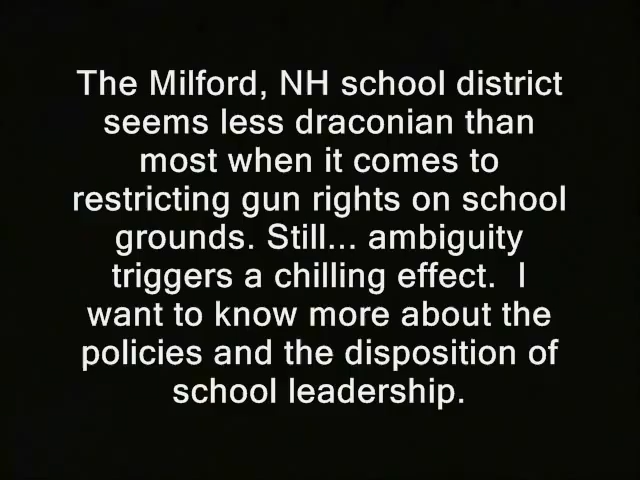 The Milford, NH school district
seems less draconian than
most when it comes to
restricting gun rights on school
grounds. Still... ambiguity
triggers a chilling effect.  I
want to know more about the
policies and the disposition of
school leadership.